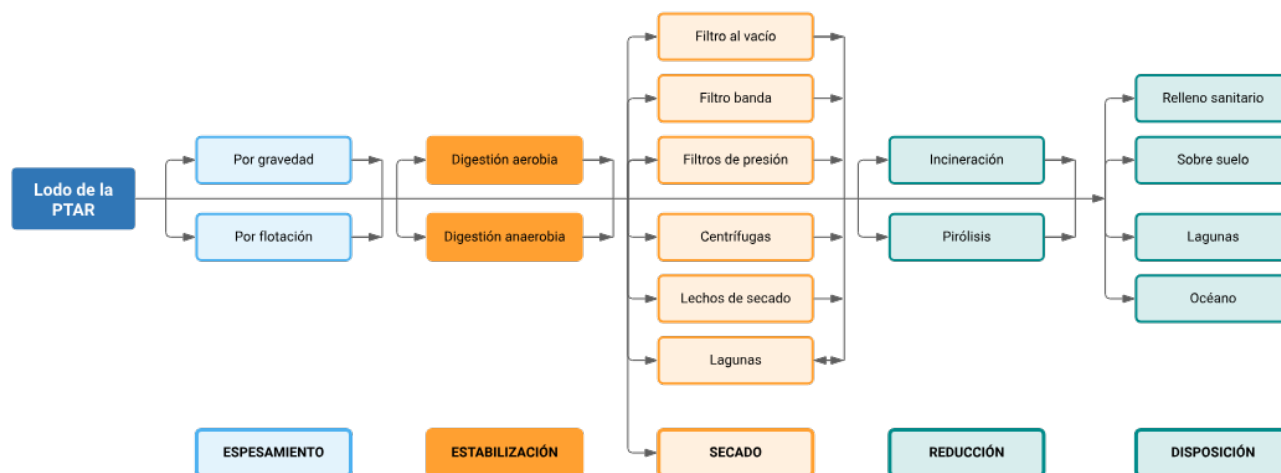 Lodo de la
PTAR
Por gravedad
Por flotación
Digestión aerobia
Digestión anaerobia
Filtro al vacío
Filtro banda
Filtros de presión
Centrífugas
Lechos de secado
Lagunas
Incineración
Pirólisis
Relleno sanitario
Sobre suelo
Lagunas
Océano
ESPESAMIENTO
ESTABILIZACIÓN
SECADO
REDUCCIÓN
DISPOSICIÓN